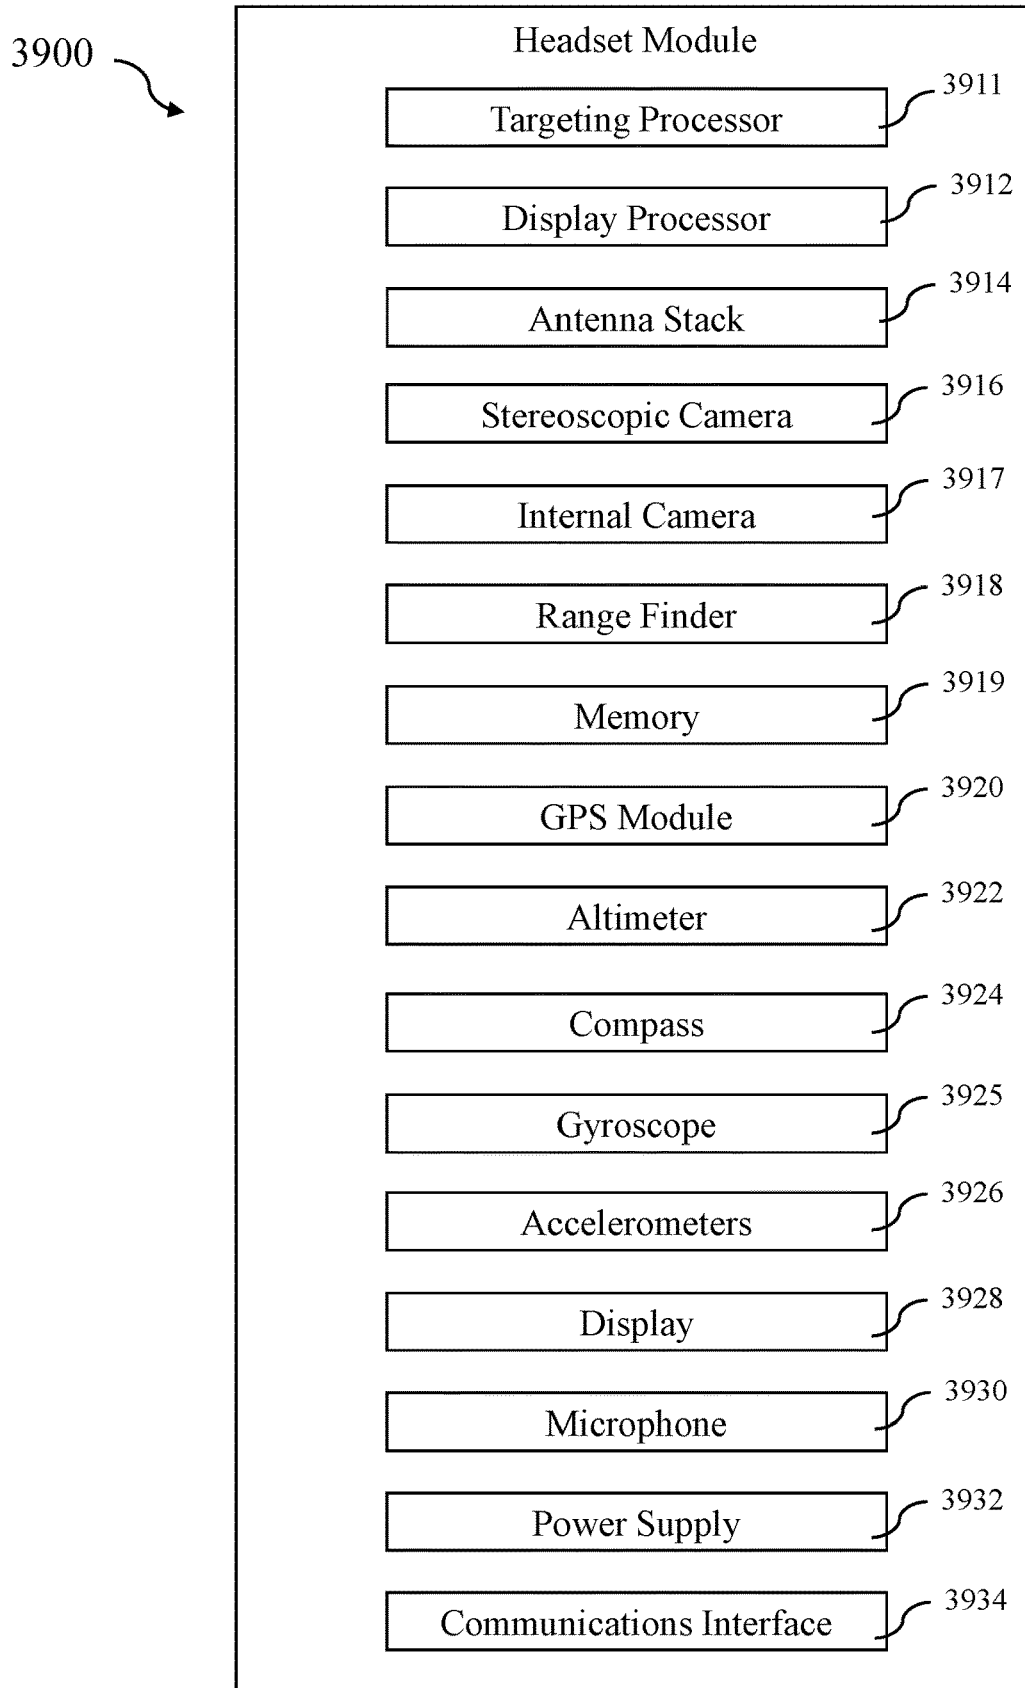 Headset Module
3900
Targeting Processor 3911
Display Processor 3912
Antenna Stack 3914
Stereoscopic Camera 3916
Internal Camera 3917
Range Finder 3918
Memory 3919
GPS Module 3920
Altimeter 3922
Compass 3924
Gyroscope 3925
Accelerometers 3926
Display 3928
Microphone 3930
Power Supply 3932
Communications Interface 3934